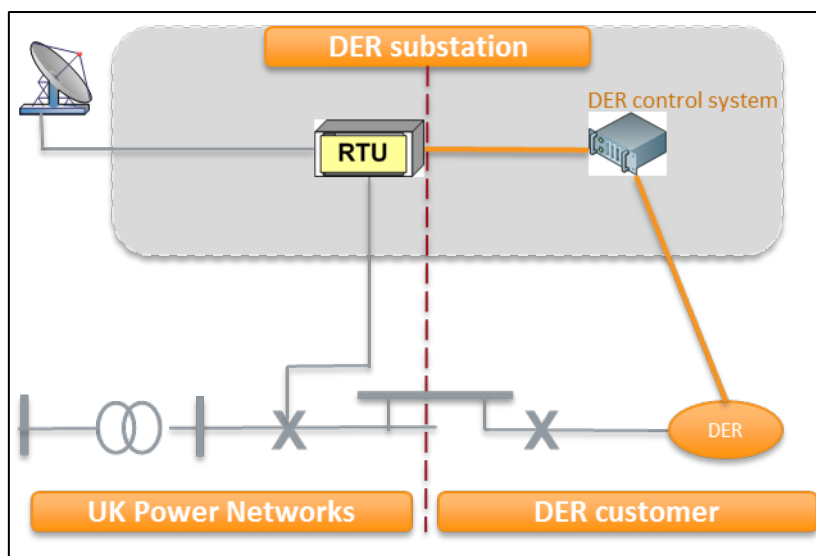 DER substation
DER control system
RTU
DER
UK Power Networks
DER customer